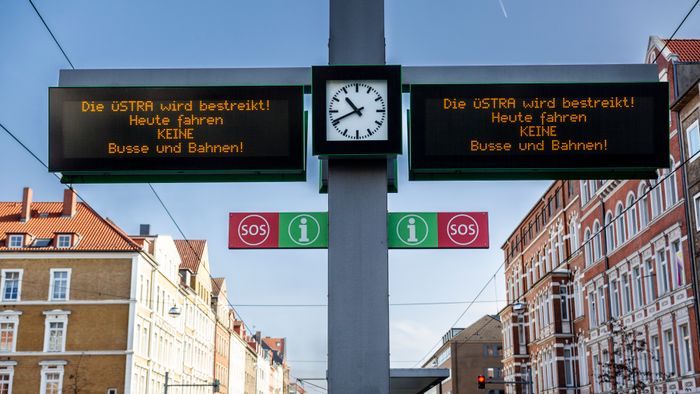 Die üSTRA wird bestreikt!
Heute fahren
KEINE
Busse und Bahnen!
Die üSTRA wird bestreikt!
Heute fahren
KEINE
Busse und Bahnen!
SOS i i SOS